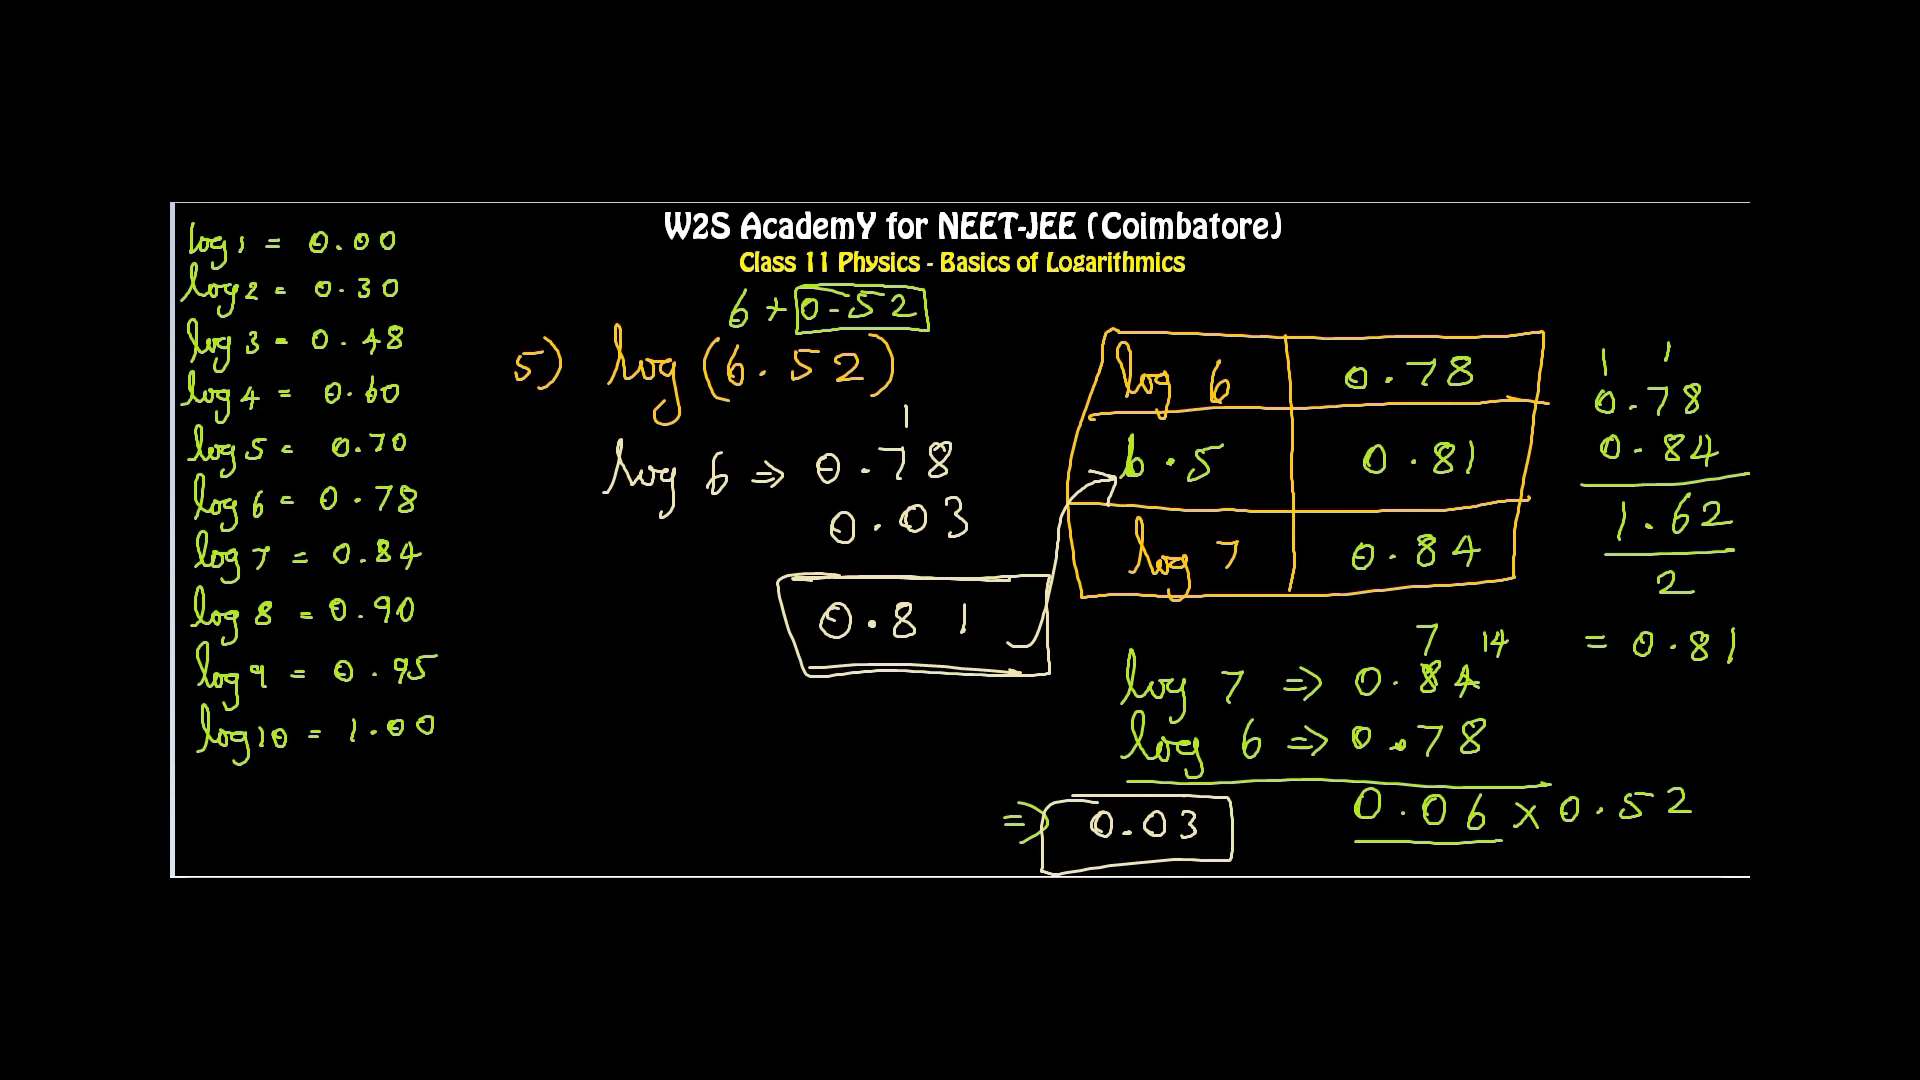 W2S AcademY for NEET-JEE (Coimbatore)
Class 11 Physics - Basics of Logarithmics
log 1 = 0.00
log 2 = 0.30
log 3 = 0.48
log 4 = 0.60
log 5 = 0.70
log 6 = 0.78
log 7 = 0.84
log 8 = 0.90
log 9 = 0.95
log 10 = 1.00
6 + 0.52
5) log (6.52)
1
log 6 ⇒ 0.78
0.03
0.81
log 6 0.78
6.5 0.81
log 7 0.84
1 1
0.78
0.84
1.62
2
= 0.81
7 14
log 7 ⇒ 0.84
log 6 ⇒ 0.78
0.06 × 0.52
⇒ 0.03